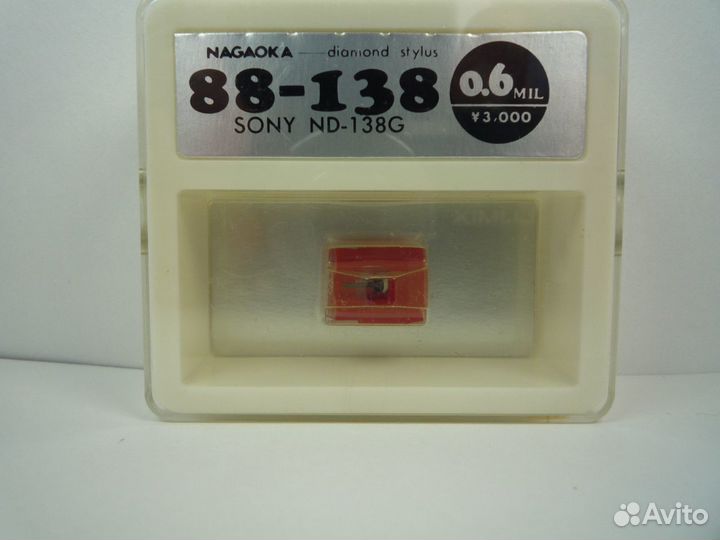 NAGAOKA — diamond stylus
88-138
SONY ND-138G
0.6 MIL
¥3,000
Avito